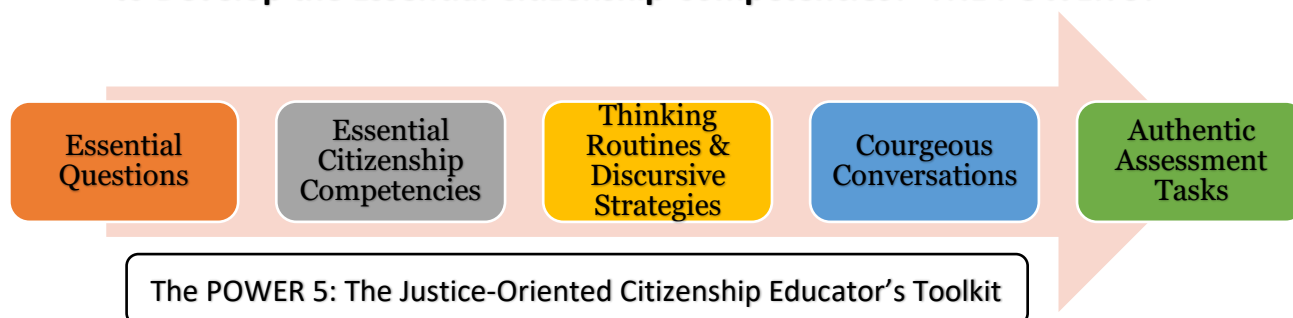 Essential
Questions
Essential
Citizenship
Competencies
Thinking
Routines &
Discursive
Strategies
Courgeous
Conversations
Authentic
Assessment
Tasks
The POWER 5: The Justice-Oriented Citizenship Educator's Toolkit